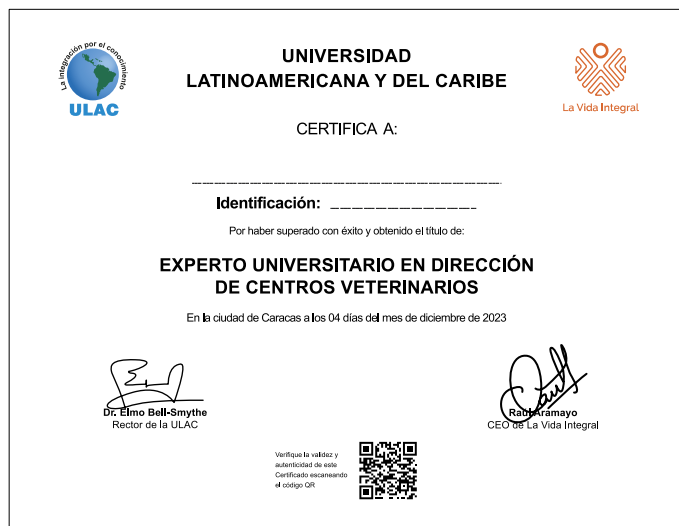 La integración por el conocimiento
ULAC
UNIVERSIDAD
LATINOAMERICANA Y DEL CARIBE
La Vida Integral
CERTIFICA A:
Identificación:
Por haber superado con éxito y obtenido el título de:
EXPERTO UNIVERSITARIO EN DIRECCIÓN
DE CENTROS VETERINARIOS
En la ciudad de Caracas a los 04 días del mes de diciembre de 2023
Dr. Elmo Bell-Smythe
Rector de la ULAC
Raúl Aramayo
CEO de La Vida Integral
Verifique la validez y
autenticidad de este
Certificado escaneando
el código QR